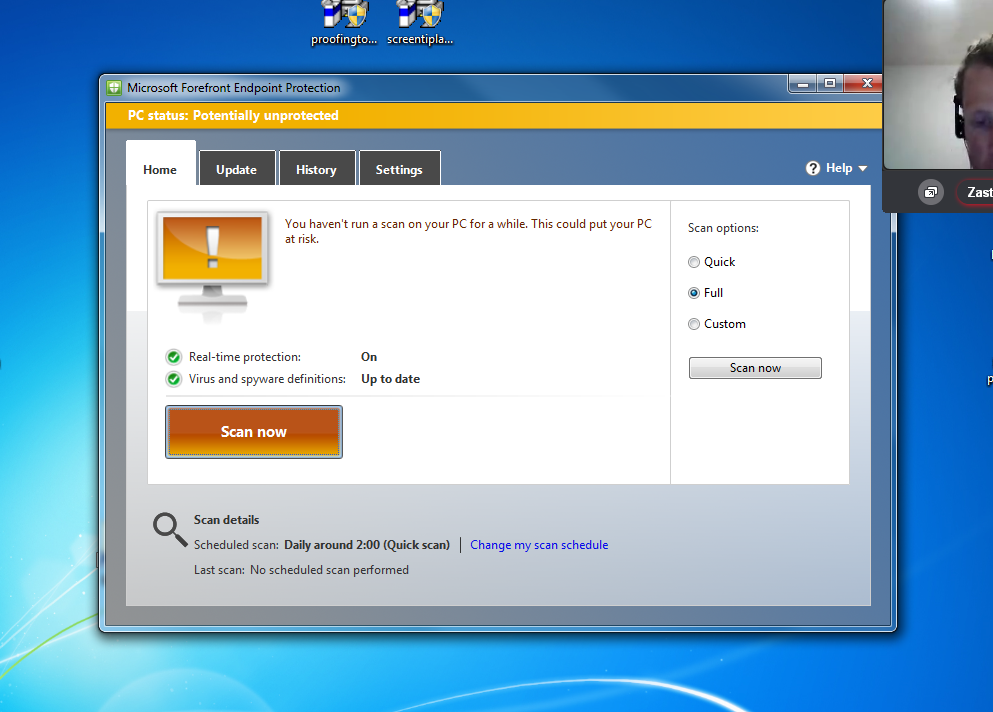 proofingto... screentipla...
Microsoft Forefront Endpoint Protection
PC status: Potentially unprotected
Home Update History Settings
Help
You haven't run a scan on your PC for a while. This could put your PC
at risk.
Real-time protection: On
Virus and spyware definitions: Up to date
Scan now
Scan options:
Quick
Full
Custom
Scan now
Scan details
Scheduled scan: Daily around 2:00 (Quick scan) | Change my scan schedule
Last scan: No scheduled scan performed
Zast